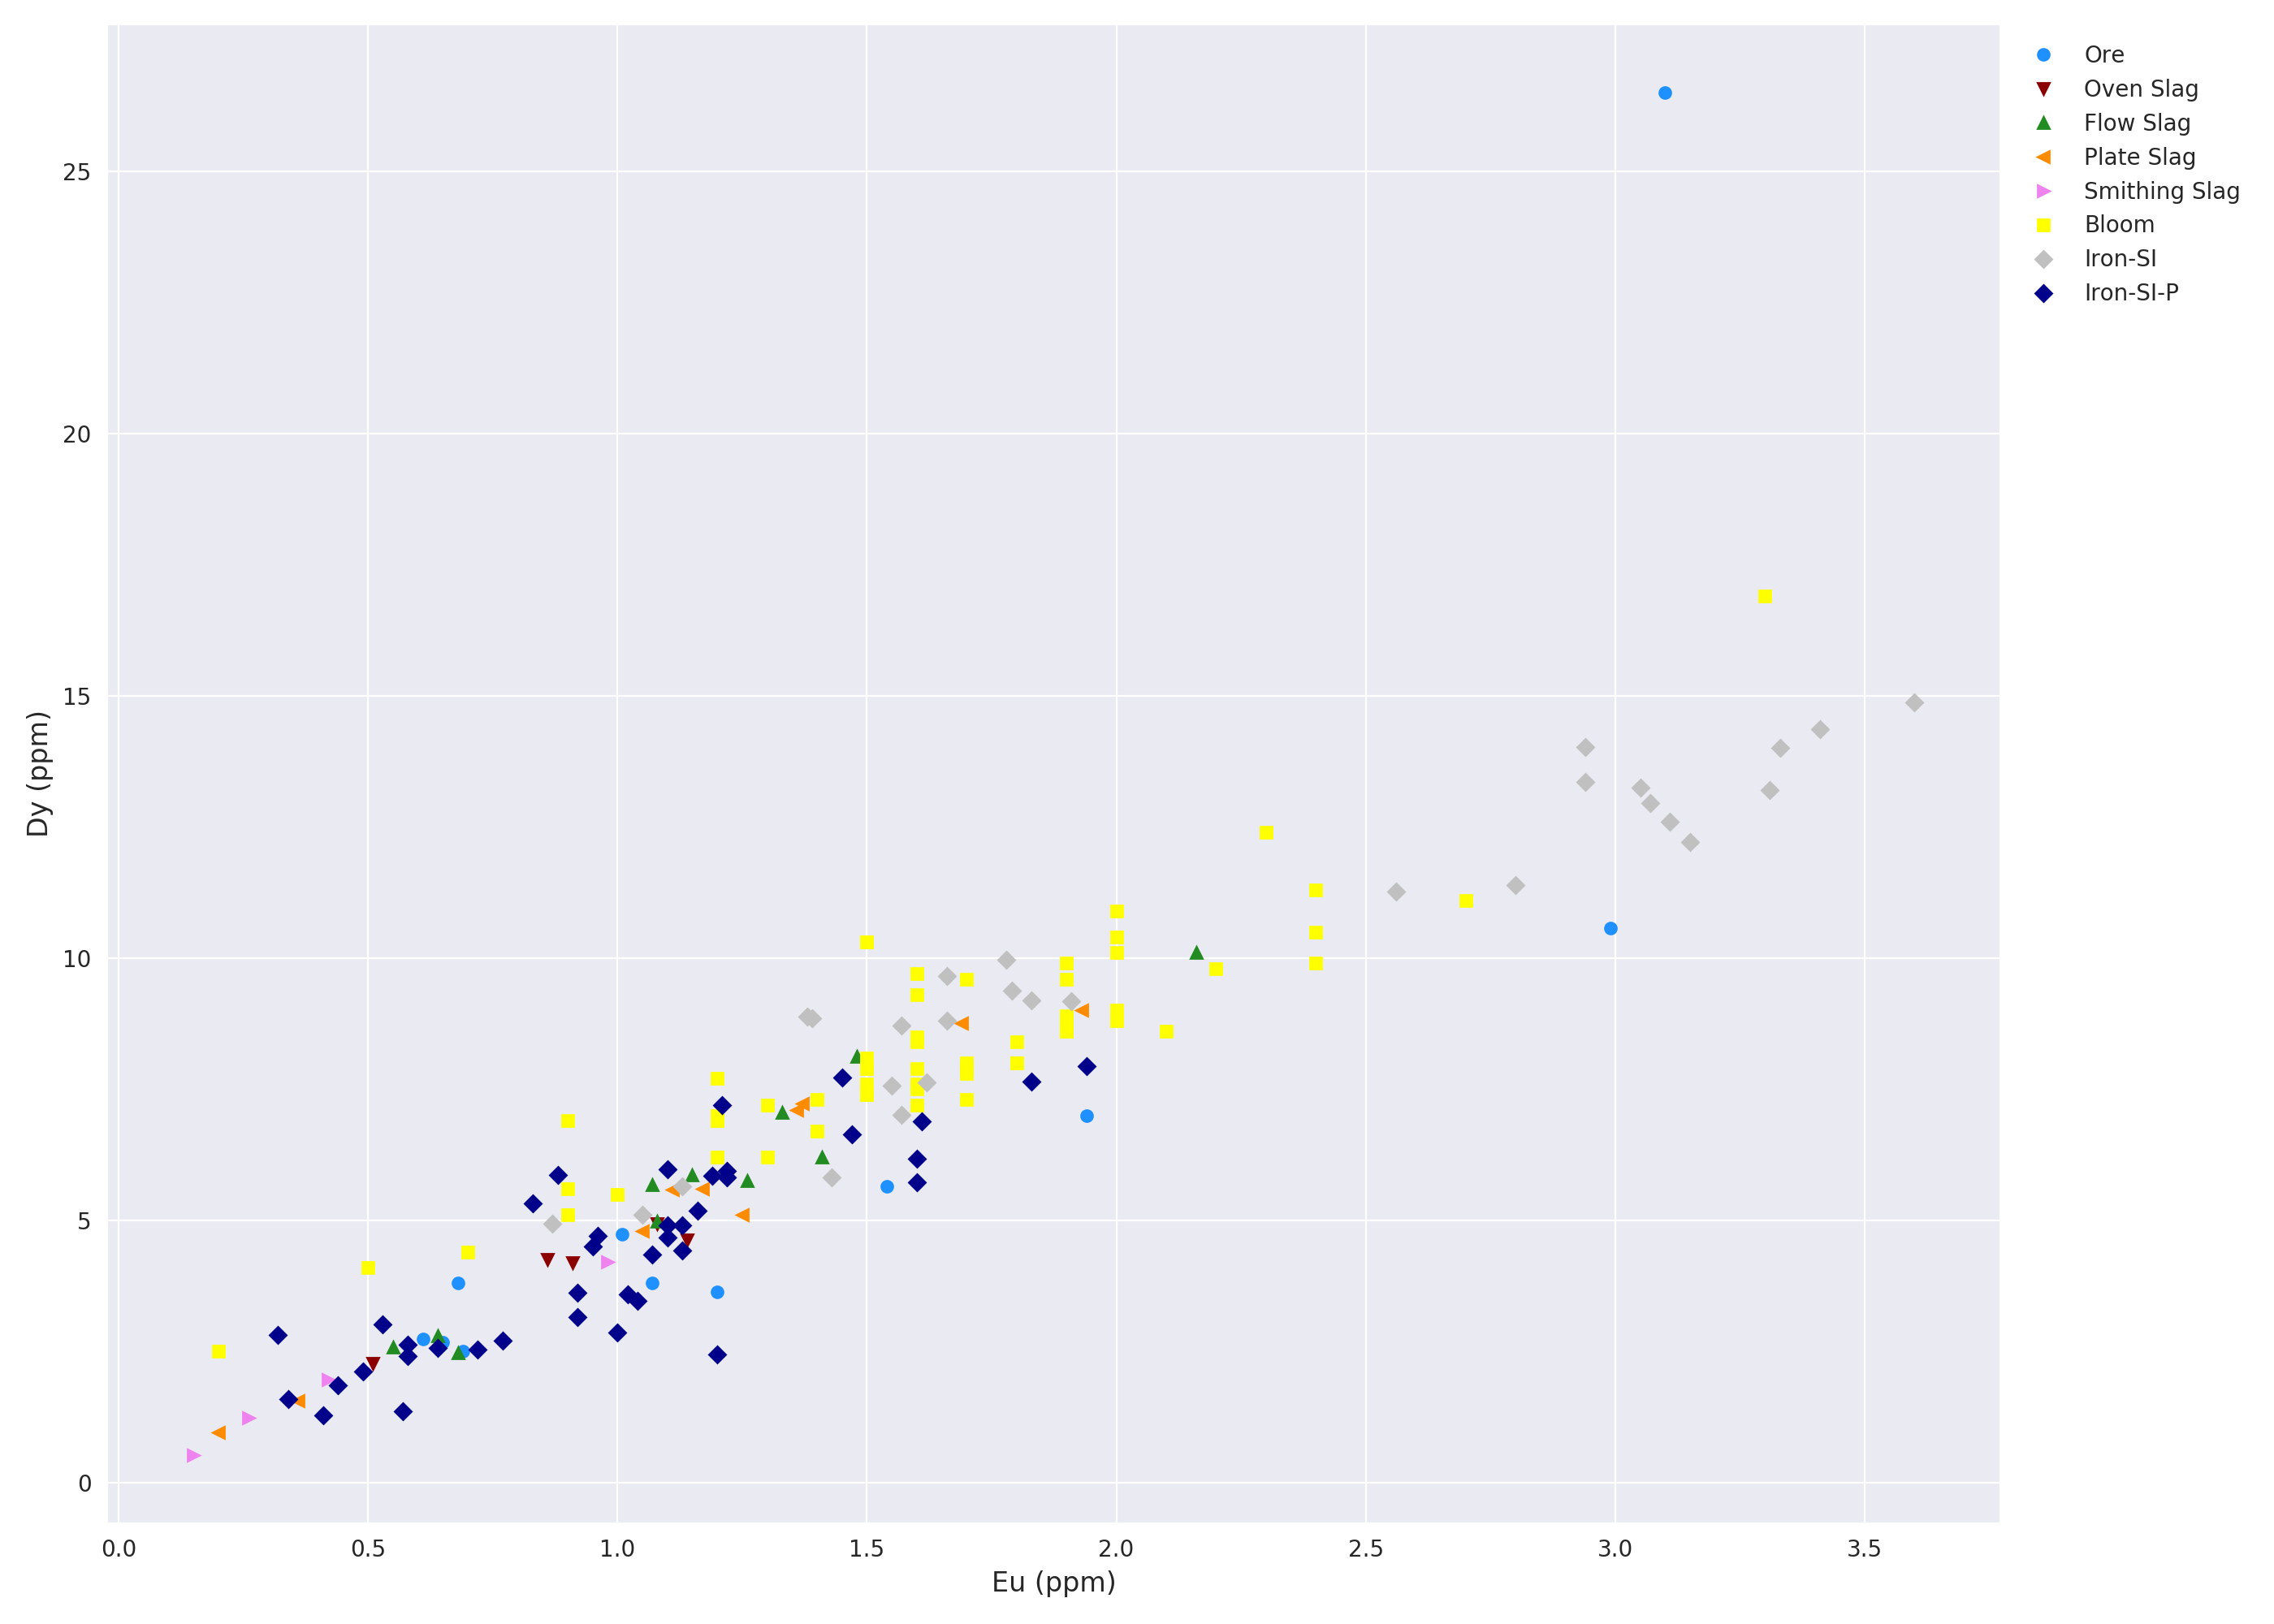 Ore
Oven Slag
Flow Slag
Plate Slag
Smithing Slag
Bloom
Iron-SI
Iron-SI-P
25
20
15
10
5
0
Dy (ppm)
0.0 0.5 1.0 1.5 2.0 2.5 3.0 3.5
Eu (ppm)